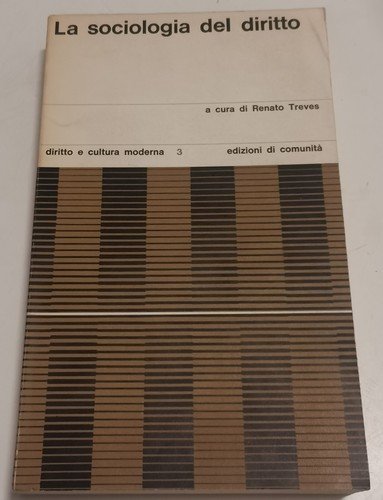 La sociologia del diritto
a cura di Renato Treves
diritto e cultura moderna 3 edizioni di comunità